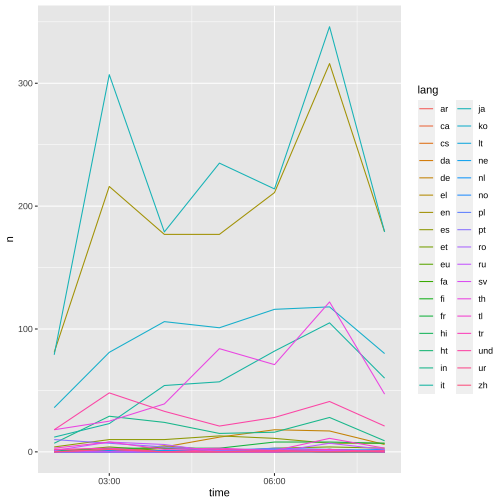 300
200
100
0
n
03:00
06:00
time
lang
ar
ca
cs
da
de
el
en
es
et
eu
fa
fi
fr
hi
ht
in
it
ja
ko
lt
ne
nl
no
pl
pt
ro
ru
sv
th
tl
tr
und
ur
zh